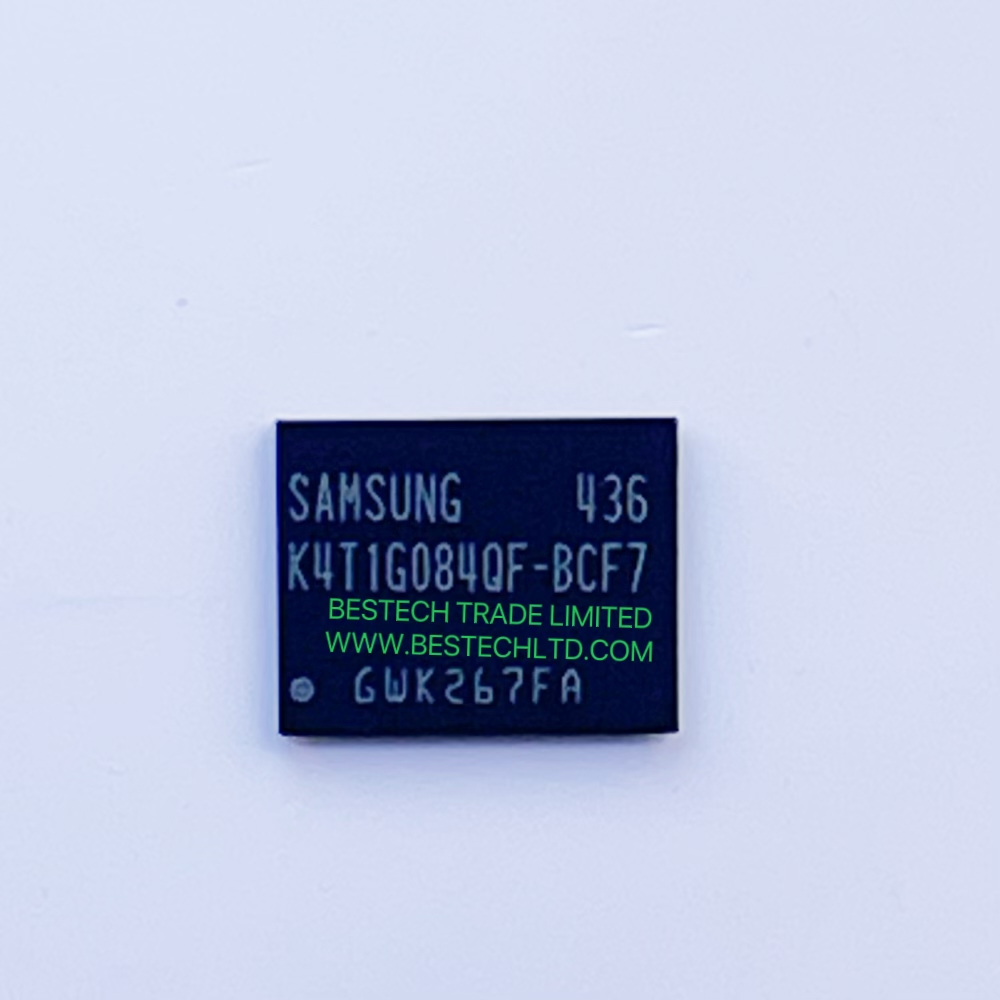 SAMSUNG 436
K4T1G084QF-BCF7
BESTECH TRADE LIMITED
WWW.BESTECHLTD.COM
GWK267FA